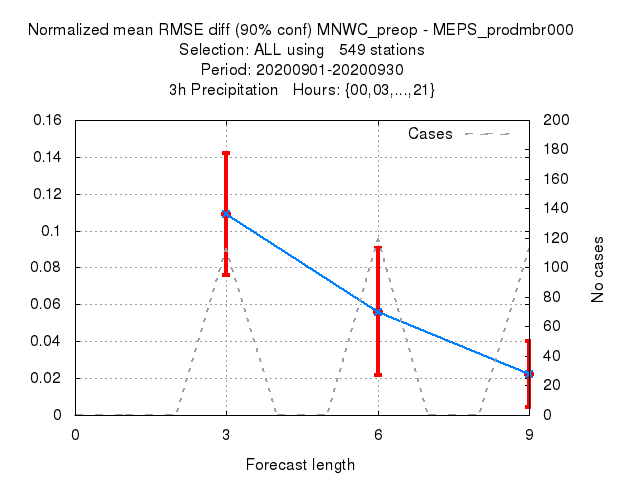 Normalized mean RMSE diff (90% conf) MNWC_preop - MEPS_prodmbr000
Selection: ALL using 549 stations
Period: 20200901-20200930
3h Precipitation Hours: {00,03,...,21}
0.16
0.14
0.12
0.1
0.08
0.06
0.04
0.02
0
200
180
160
140
120
100
80
60
40
20
0
Cases
No cases
0 3 6 9
Forecast length